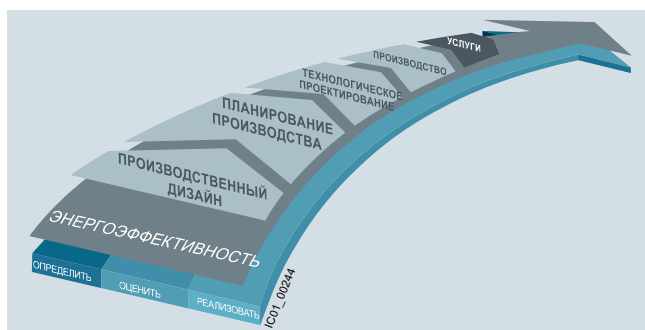 УСЛУГИ
ПРОИЗВОДСТВО
ТЕХНОЛОГИЧЕСКОЕ
ПРОЕКТИРОВАНИЕ
ПЛАНИРОВАНИЕ
ПРОИЗВОДСТВА
ПРОИЗВОДСТВЕННЫЙ
ДИЗАЙН
ЭНЕРГОЭФФЕКТИВНОСТЬ
ОПРЕДЕЛИТЬ
ОЦЕНИТЬ
РЕАЛИЗОВАТЬ
IC01_00244